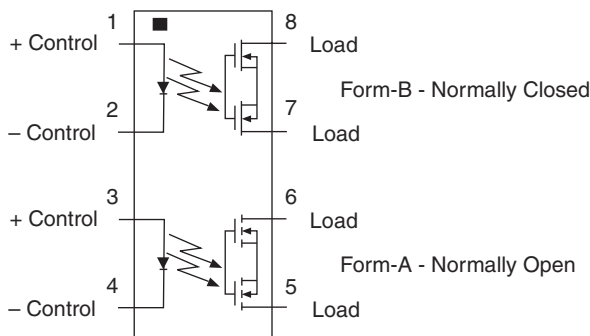 1
8
+ Control
Load
Form-B - Normally Closed
2
7
– Control
Load
3
6
+ Control
Load
Form-A - Normally Open
4
5
– Control
Load